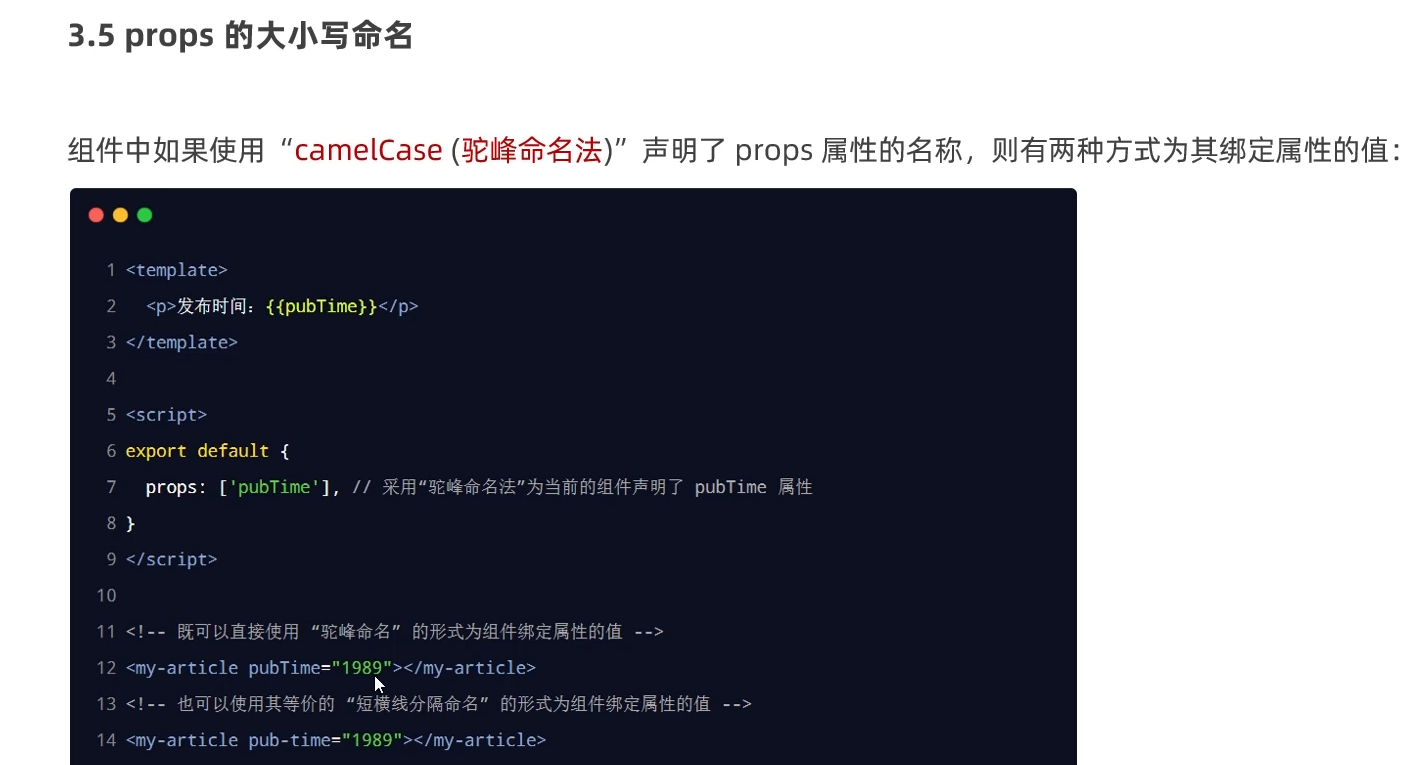 3.5 props 的大小写命名
组件中如果使用“camelCase (驼峰命名法)”声明了 props 属性的名称，则有两种方式为其绑定属性的值：
1 <template>
2   <p>发布时间：{{pubTime}}</p>
3 </template>
4
5 <script>
6 export default {
7   props: ['pubTime'], // 采用“驼峰命名法”为当前的组件声明了 pubTime 属性
8 }
9 </script>
10
11 <!-- 既可以直接使用 “驼峰命名” 的形式为组件绑定属性的值 -->
12 <my-article pubTime="1989"></my-article>
13 <!-- 也可以使用其等价的 “短横线分隔命名” 的形式为组件绑定属性的值 -->
14 <my-article pub-time="1989"></my-article>